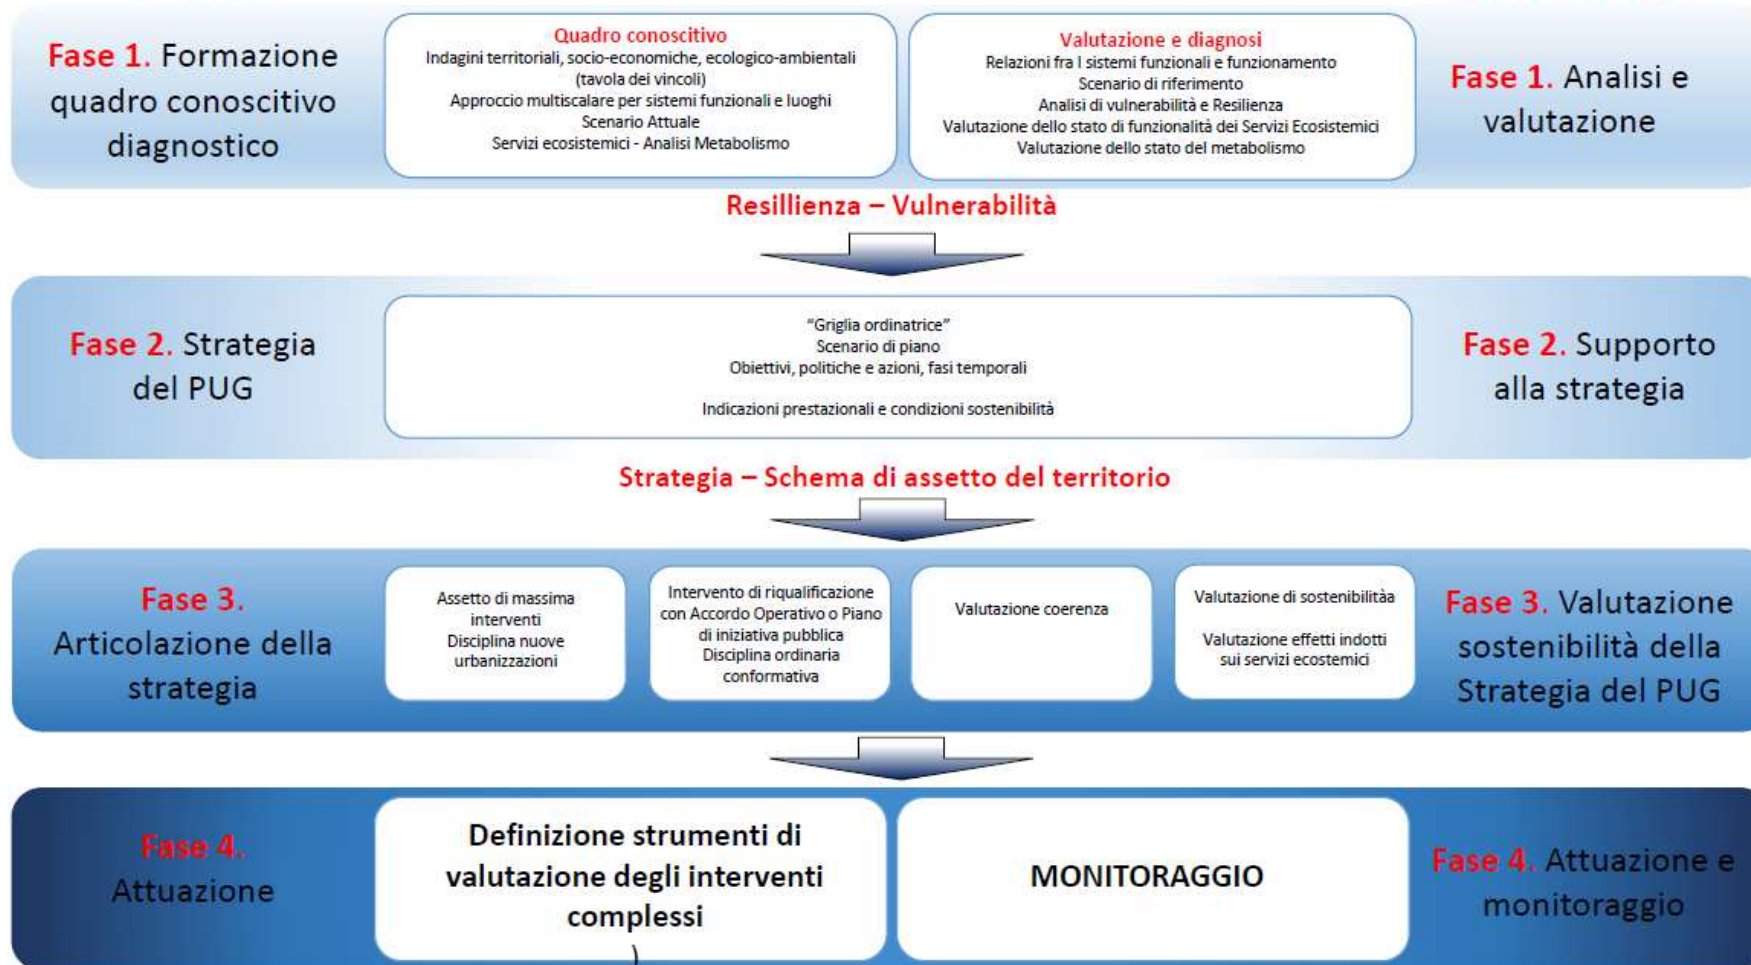 Fase 1. Formazione
quadro conoscitivo
diagnostico
Quadro conoscitivo
Indagini territoriali, socio-economiche, ecologico-ambientali
(tavola dei vincoli)
Approccio multiscalare per sistemi funzionali e luoghi
Scenario Attuale
Servizi ecosistemici - Analisi Metabolismo
Valutazione e diagnosi
Relazioni fra I sistemi funzionali e funzionamento
Scenario di riferimento
Analisi di vulnerabilità e Resilienza
Valutazione dello stato di funzionalità dei Servizi Ecosistemici
Valutazione dello stato del metabolismo
Fase 1. Analisi e
valutazione
Resillienza – Vulnerabilità
Fase 2. Strategia
del PUG
"Griglia ordinatrice"
Scenario di piano
Obiettivi, politiche e azioni, fasi temporali
Indicazioni prestazionali e condizioni sostenibilità
Fase 2. Supporto
alla strategia
Strategia – Schema di assetto del territorio
Fase 3.
Articolazione della
strategia
Assetto di massima
interventi
Disciplina nuove
urbanizzazioni
Intervento di riqualificazione
con Accordo Operativo o Piano
di iniziativa pubblica
Disciplina ordinaria
conformativa
Valutazione coerenza
Valutazione di sostenibilitàa
Valutazione effetti indotti
sui servizi ecostemici
Fase 3. Valutazione
sostenibilità della
Strategia del PUG
Fase 4.
Attuazione
Definizione strumenti di
valutazione degli interventi
complessi
)
MONITORAGGIO
Fase 4. Attuazione e
monitoraggio